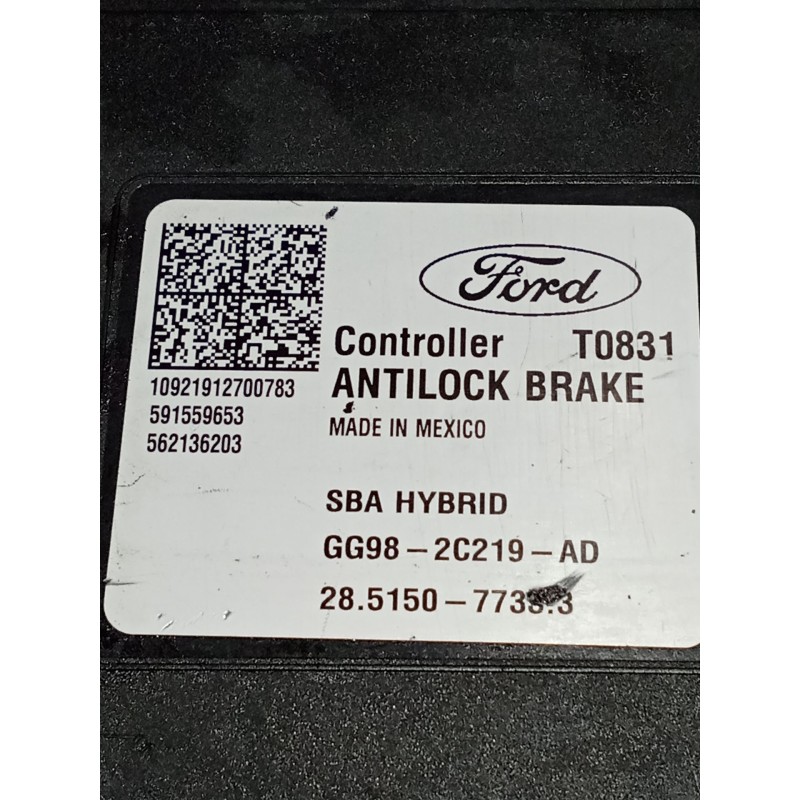 Ford
Controller T0831
ANTILOCK BRAKE
MADE IN MEXICO
10921912700783
591559653
562136203
SBA HYBRID
GG98-2C219-AD